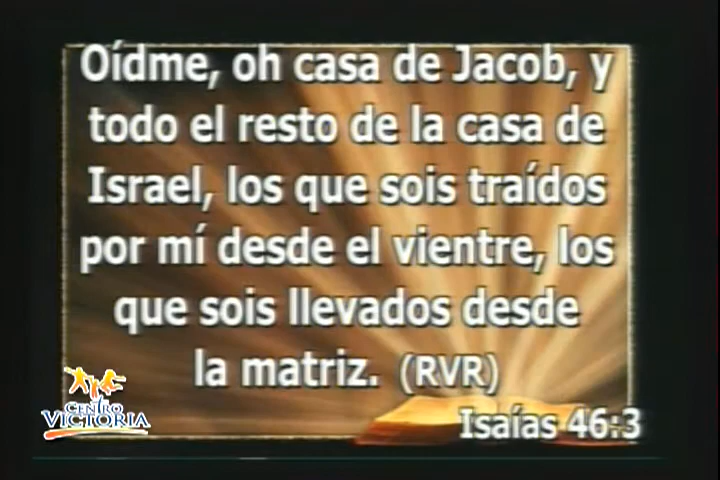 Oídme, oh casa de Jacob, y
todo el resto de la casa de
Israel, los que sois traídos
por mí desde el vientre, los
que sois llevados desde
la matriz. (RVR)
Isaías 46:3
CENTRO
VICTORIA